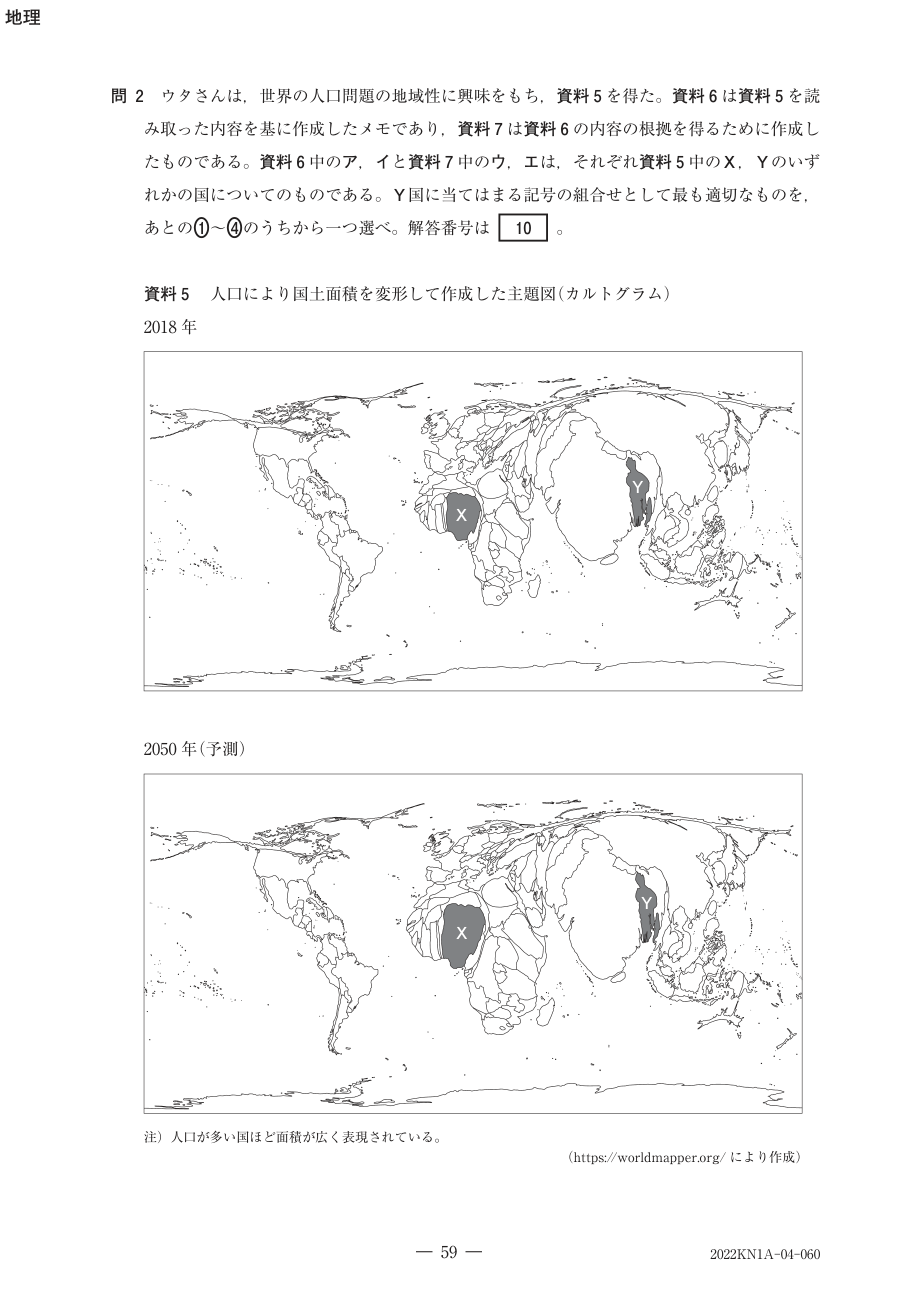 地理
問 2 ウタさんは，世界の人口問題の地域性に興味をもち，資料5を得た。資料6は資料5を読
み取った内容を基に作成したメモであり，資料7は資料6の内容の根拠を得るために作成し
たものである。資料6中のア，イと資料7中のウ，エは，それぞれ資料5中のX，Yのいず
れかの国についてのものである。Y国に当てはまる記号の組合せとして最も適切なものを，
あとの①～④のうちから一つ選べ。解答番号は 10 。
資料5 人口により国土面積を変形して作成した主題図(カルトグラム)
2018年
X
Y
2050年(予測)
X
Y
注）人口が多い国ほど面積が広く表現されている。
（https://worldmapper.org/ により作成）
― 59 ―
2022KN1A-04-060